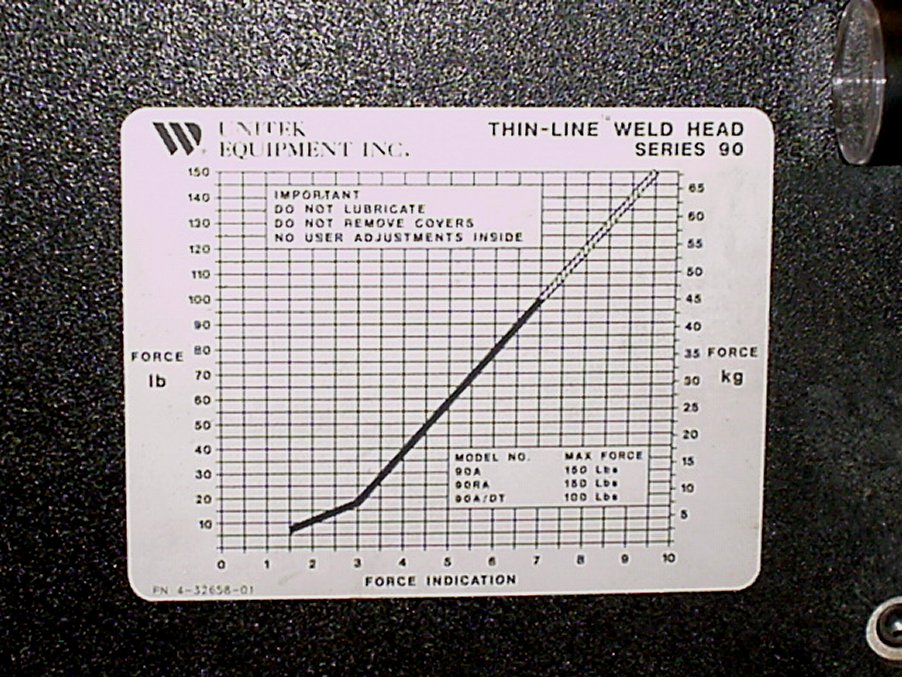 UNITEK
EQUIPMENT INC.
THIN-LINE™ WELD HEAD
SERIES 90
IMPORTANT
DO NOT LUBRICATE
DO NOT REMOVE COVERS
NO USER ADJUSTMENTS INSIDE
150
140
130
120
110
100
90
80
70
60
50
40
30
20
10
FORCE
lb
65
60
55
50
45
40
35
30
25
20
15
10
5
FORCE
kg
MODEL NO. MAX FORCE
90A 150 Lbs
90RA 150 Lbs
90A/DT 100 Lbs
0 1 2 3 4 5 6 7 8 9 10
FORCE INDICATION
PN 4-32658-01